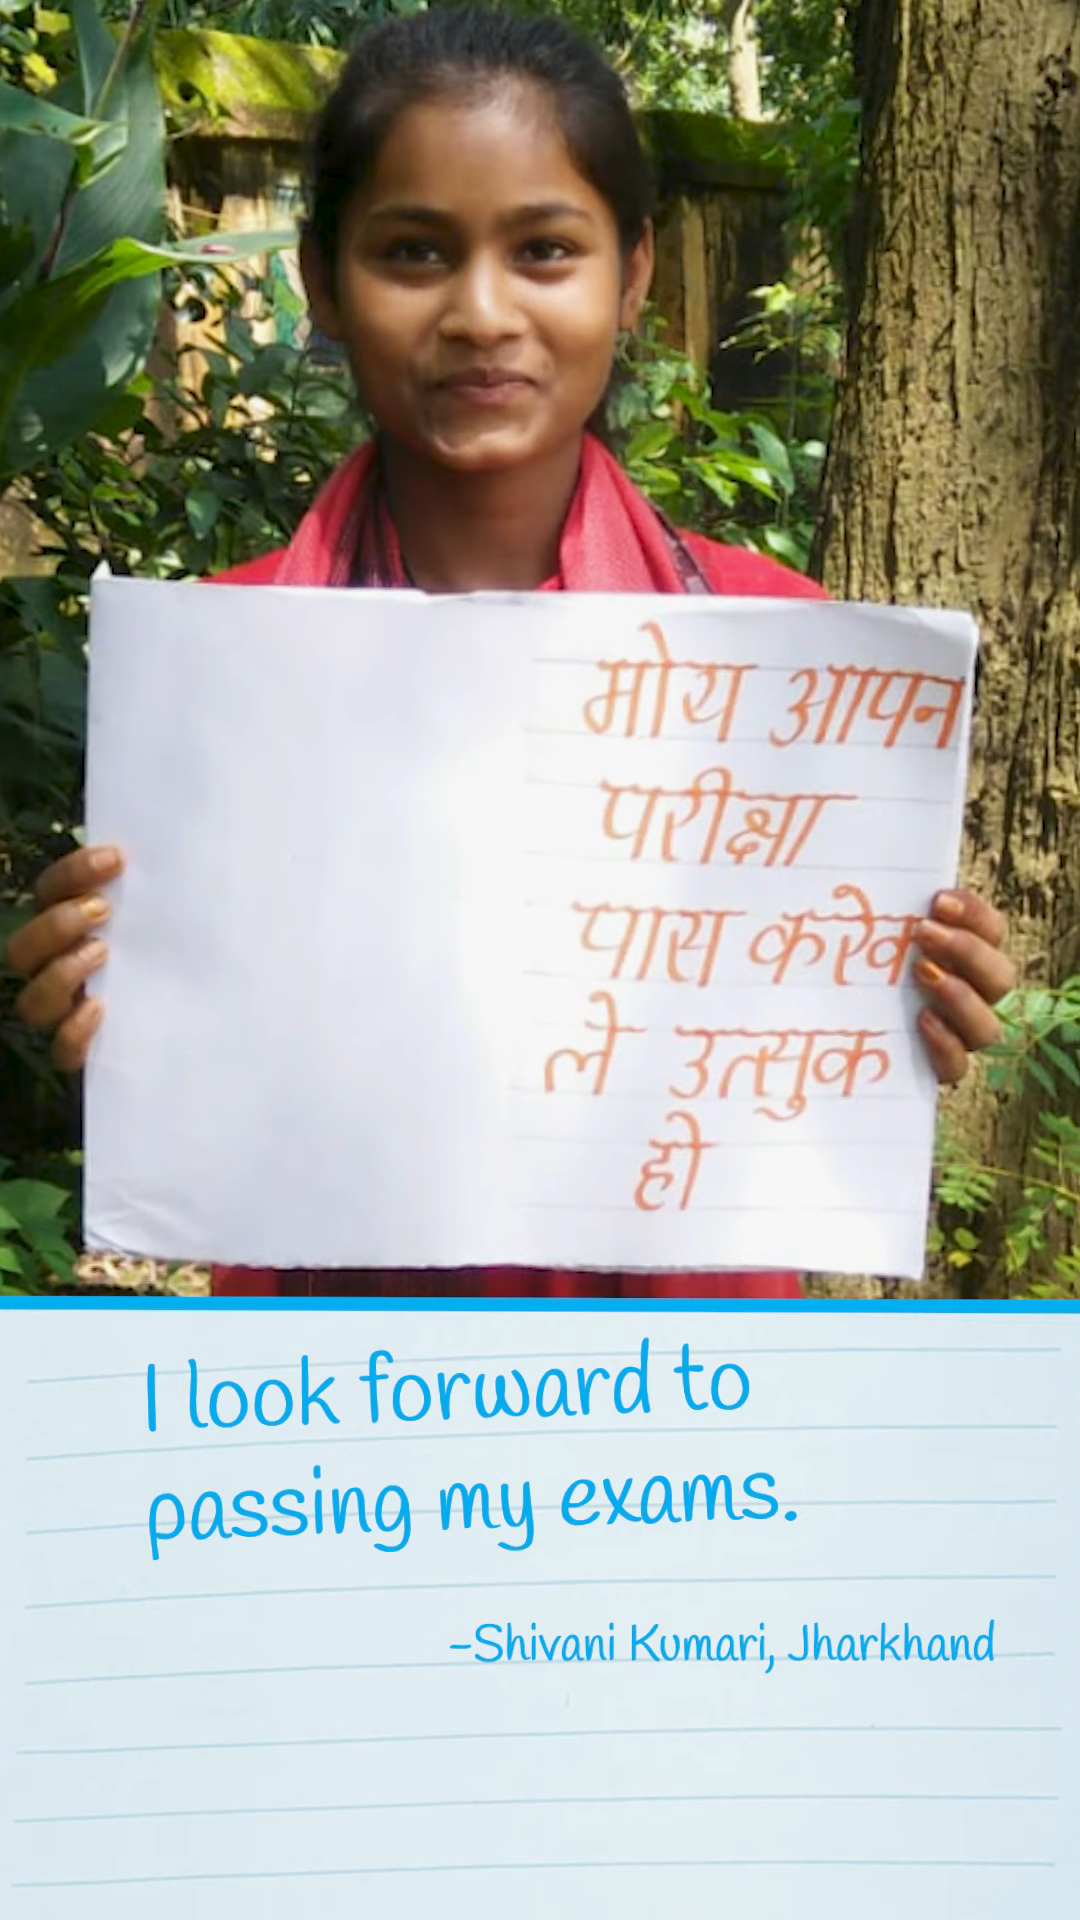 मोय आपन
परीक्षा
पास करेक
ले उत्सुक
हो
I look forward to
passing my exams.
–Shivani Kumari, Jharkhand